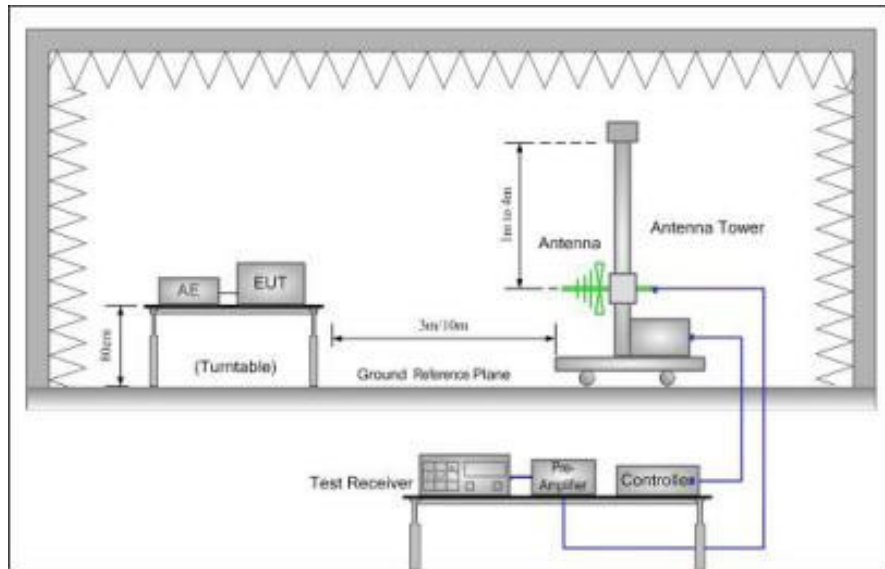 1m to 4m
Antenna
Antenna Tower
AE
EUT
80cm
3m/10m
(Turntable)
Ground Reference Plane
Test Receiver
Pre-
Amplifier
Controller